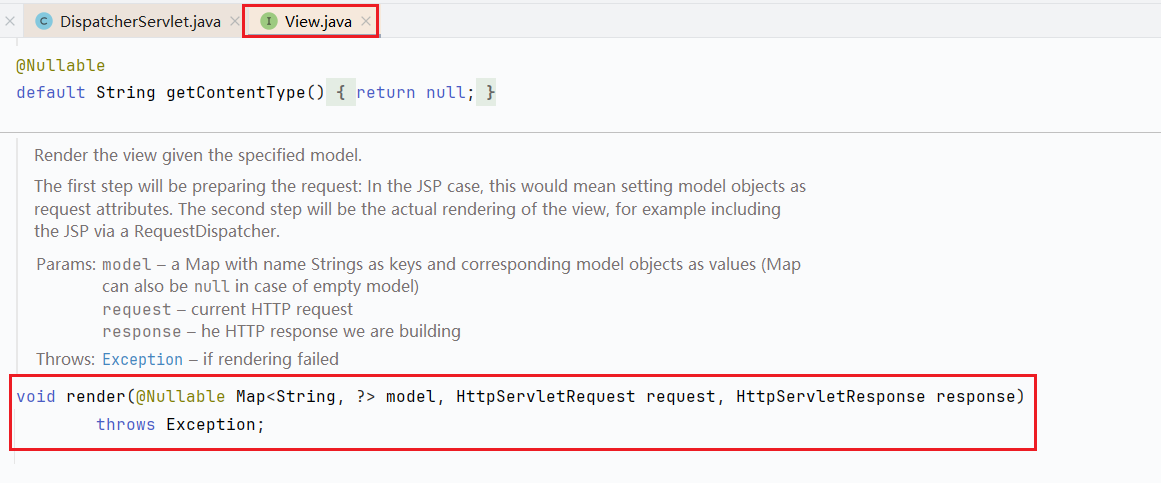 C DispatcherServlet.java × I View.java ×
@Nullable
default String getContentType() { return null; }
Render the view given the specified model.
The first step will be preparing the request: In the JSP case, this would mean setting model objects as
request attributes. The second step will be the actual rendering of the view, for example including
the JSP via a RequestDispatcher.
Params: model – a Map with name Strings as keys and corresponding model objects as values (Map
can also be null in case of empty model)
request – current HTTP request
response – he HTTP response we are building
Throws: Exception – if rendering failed
void render(@Nullable Map<String, ?> model, HttpServletRequest request, HttpServletResponse response)
throws Exception;